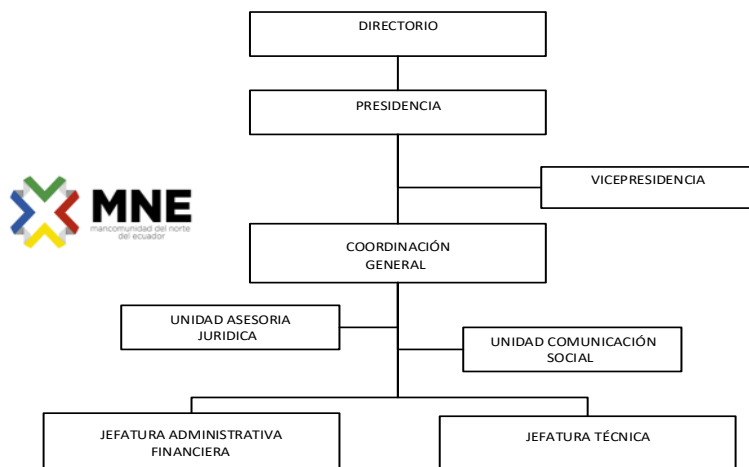 DIRECTORIO
PRESIDENCIA
VICEPRESIDENCIA
MNE
mancomunidad del norte
del ecuador
COORDINACIÓN
GENERAL
UNIDAD ASESORIA
JURIDICA
UNIDAD COMUNICACIÓN
SOCIAL
JEFATURA ADMINISTRATIVA
FINANCIERA
JEFATURA TÉCNICA